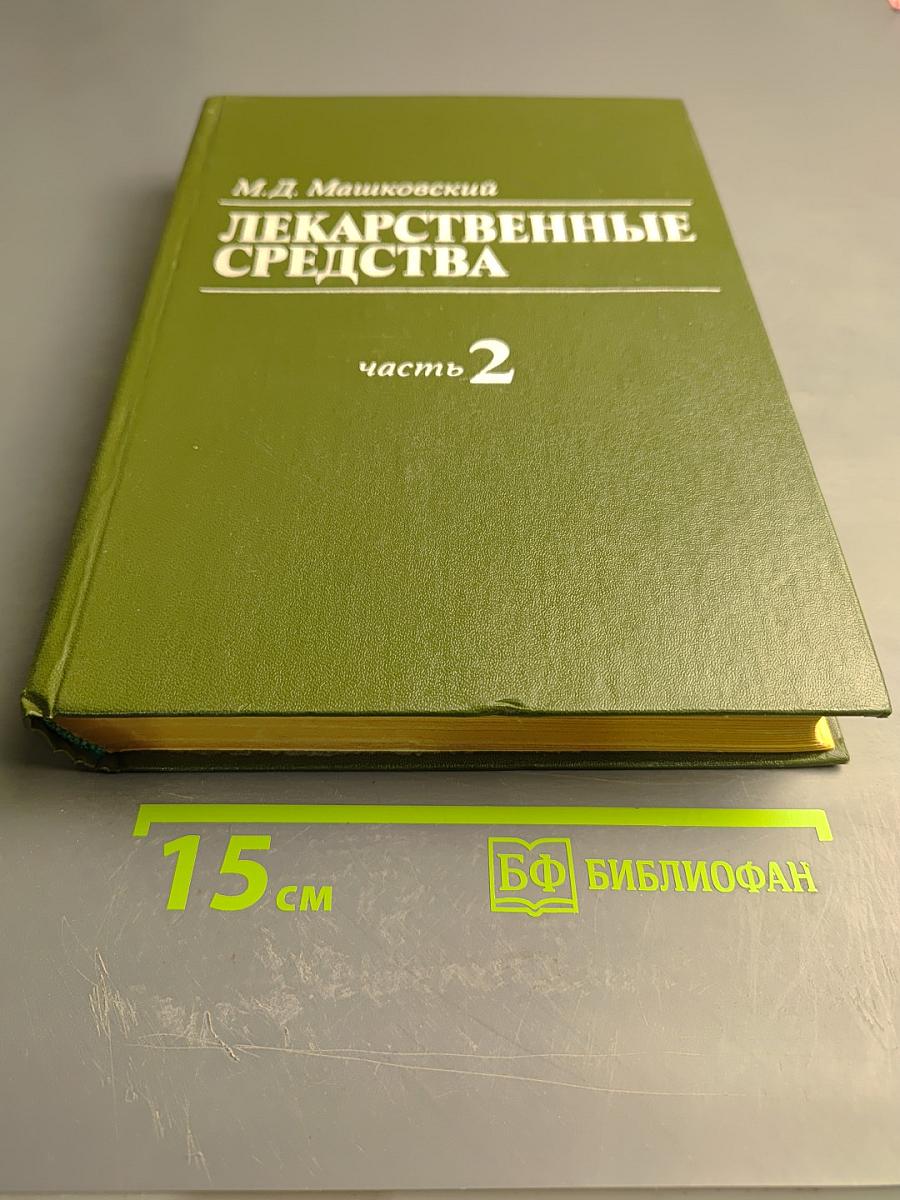 М.Д. Машковский
ЛЕКАРСТВЕННЫЕ
СРЕДСТВА
часть 2
15 см
БФ БИБЛИОФАН